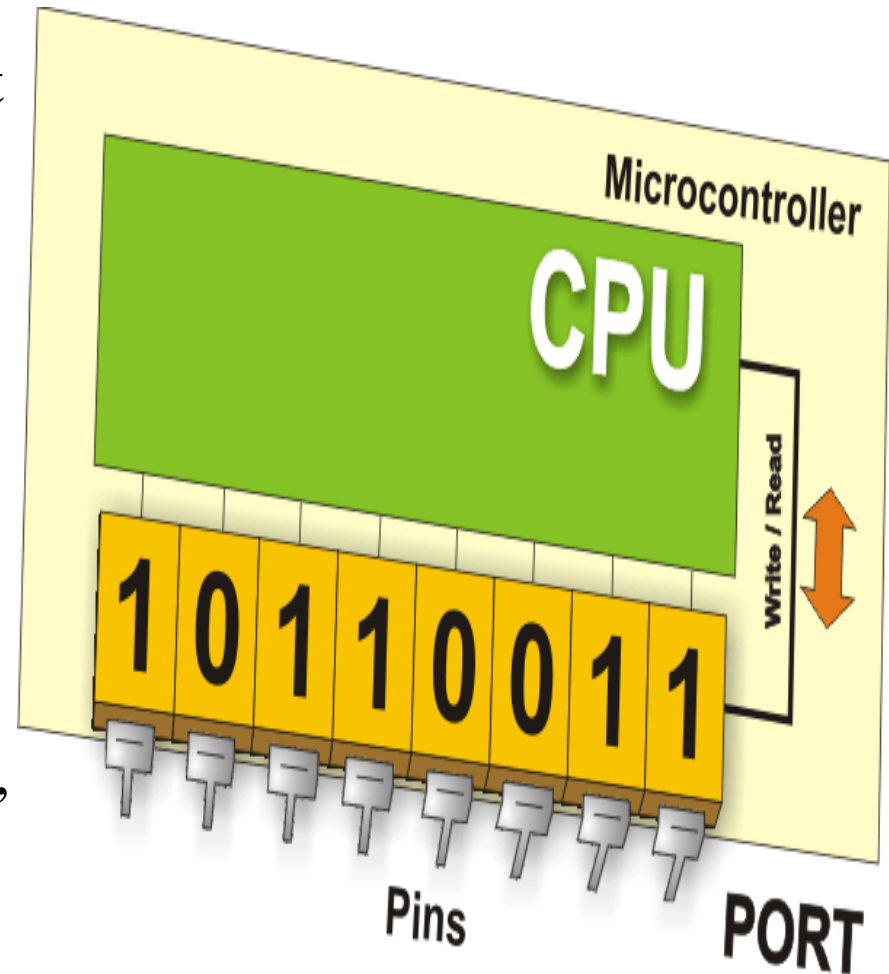 Microcontroller
CPU
Write / Read
1 0 1 1 0 0 1 1
Pins
PORT
,